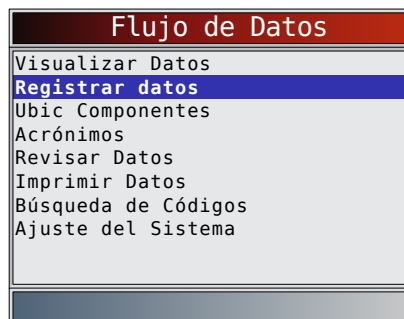 Flujo de Datos
Visualizar Datos
Registrar datos
Ubic Componentes
Acrónimos
Revisar Datos
Imprimir Datos
Búsqueda de Códigos
Ajuste del Sistema